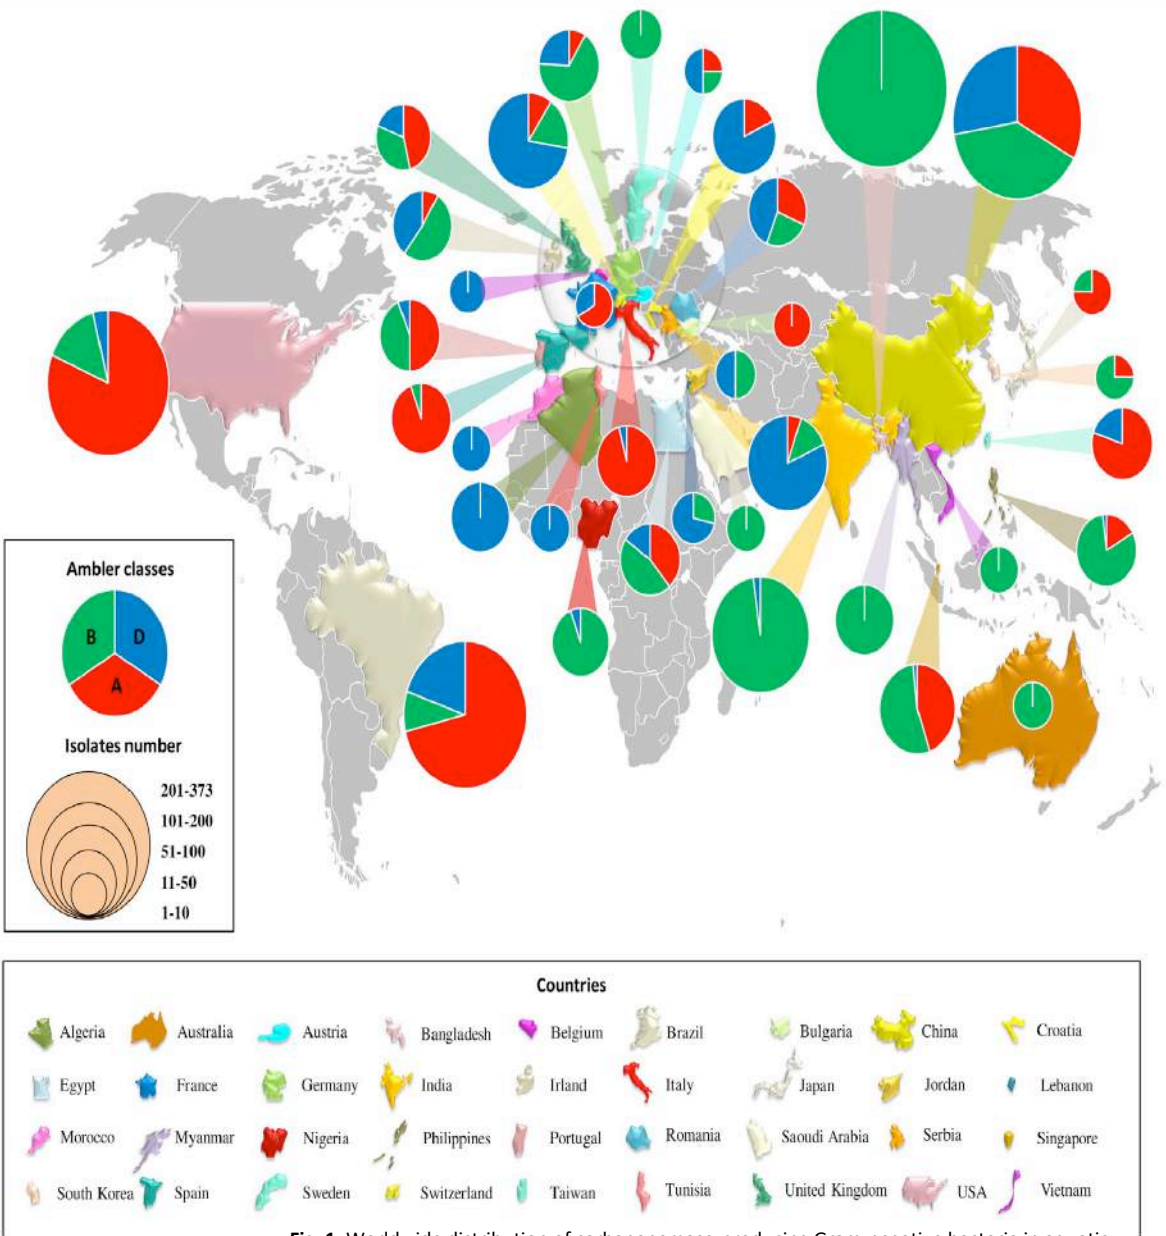 Ambler classes
B D
A
Isolates number
201-373
101-200
51-100
11-50
1-10
Countries
Algeria Australia Austria Bangladesh Belgium Brazil Bulgaria China Croatia
Egypt France Germany India Irland Italy Japan Jordan Lebanon
Morocco Myanmar Nigeria Philippines Portugal Romania Saoudi Arabia Serbia Singapore
South Korea Spain Sweden Switzerland Taiwan Tunisia United Kingdom USA Vietnam